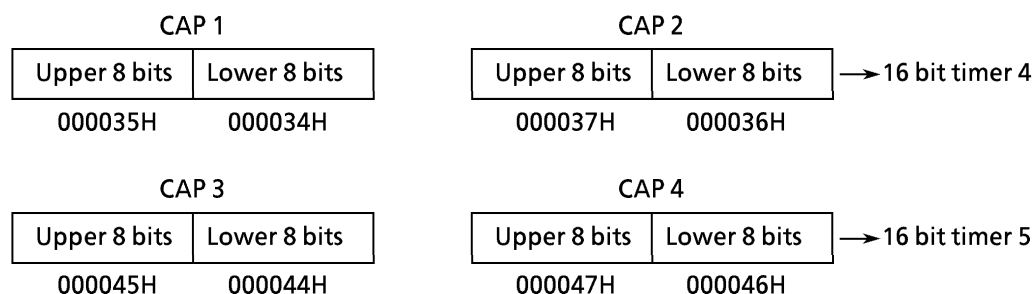 CAP 1 CAP 2
Upper 8 bits Lower 8 bits Upper 8 bits Lower 8 bits 16 bit timer 4
000035H 000034H 000037H 000036H
CAP 3 CAP 4
Upper 8 bits Lower 8 bits Upper 8 bits Lower 8 bits 16 bit timer 5
000045H 000044H 000047H 000046H